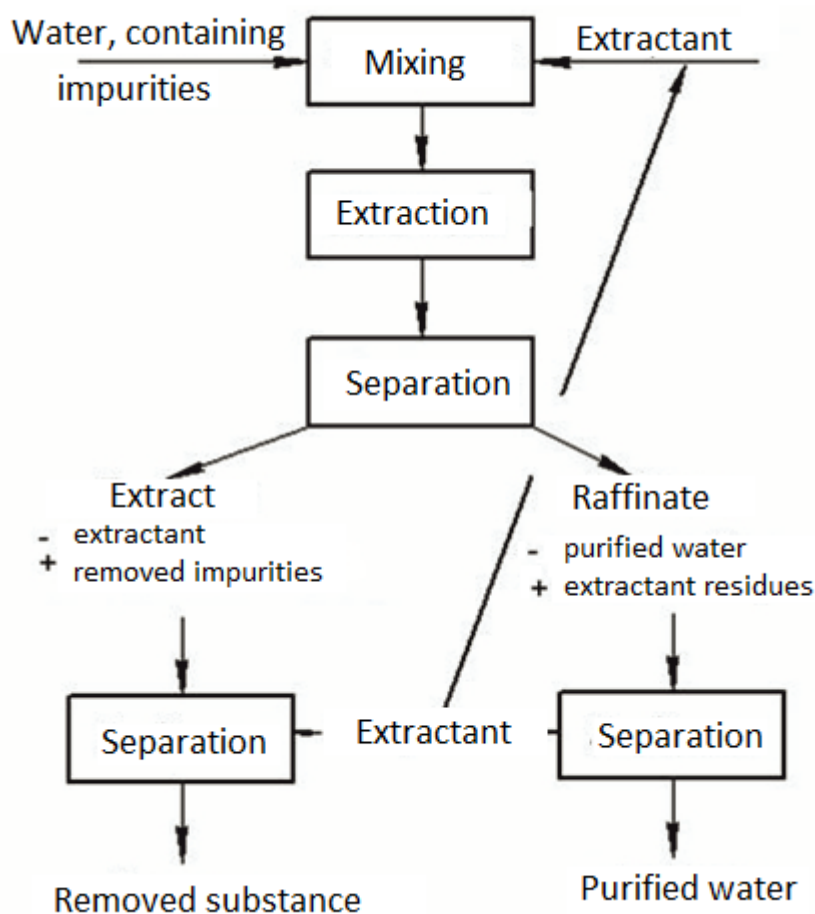 Water, containing
impurities
Mixing
Extractant
Extraction
Separation
Extract
- extractant
+ removed impurities
Raffinate
- purified water
+ extractant residues
Separation
Extractant
Separation
Removed substance
Purified water